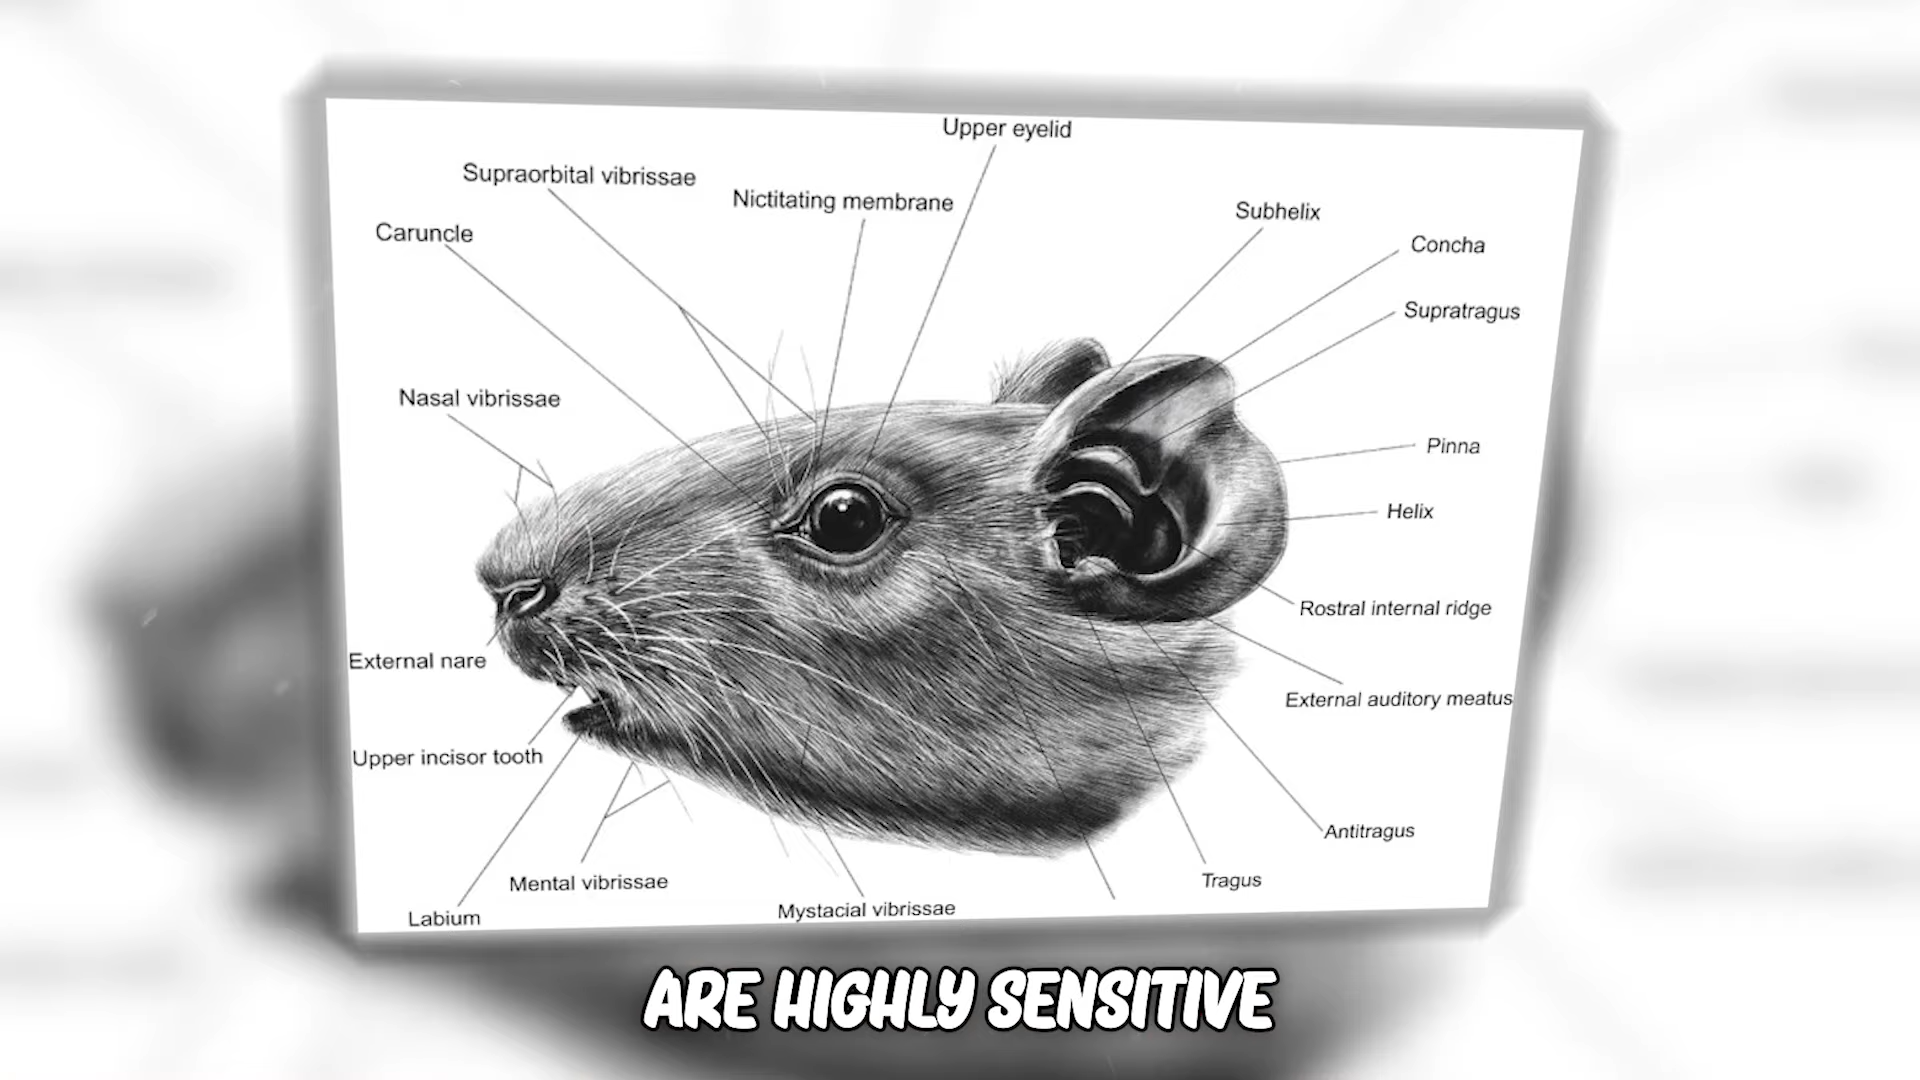 Upper eyelid
Supraorbital vibrissae
Nictitating membrane
Subhelix
Caruncle
Concha
Supratragus
Nasal vibrissae
Pinna
Helix
Rostral internal ridge
External nare
External auditory meatus
Upper incisor tooth
Antitragus
Mental vibrissae
Tragus
Labium
Mystacial vibrissae
ARE HIGHLY SENSITIVE